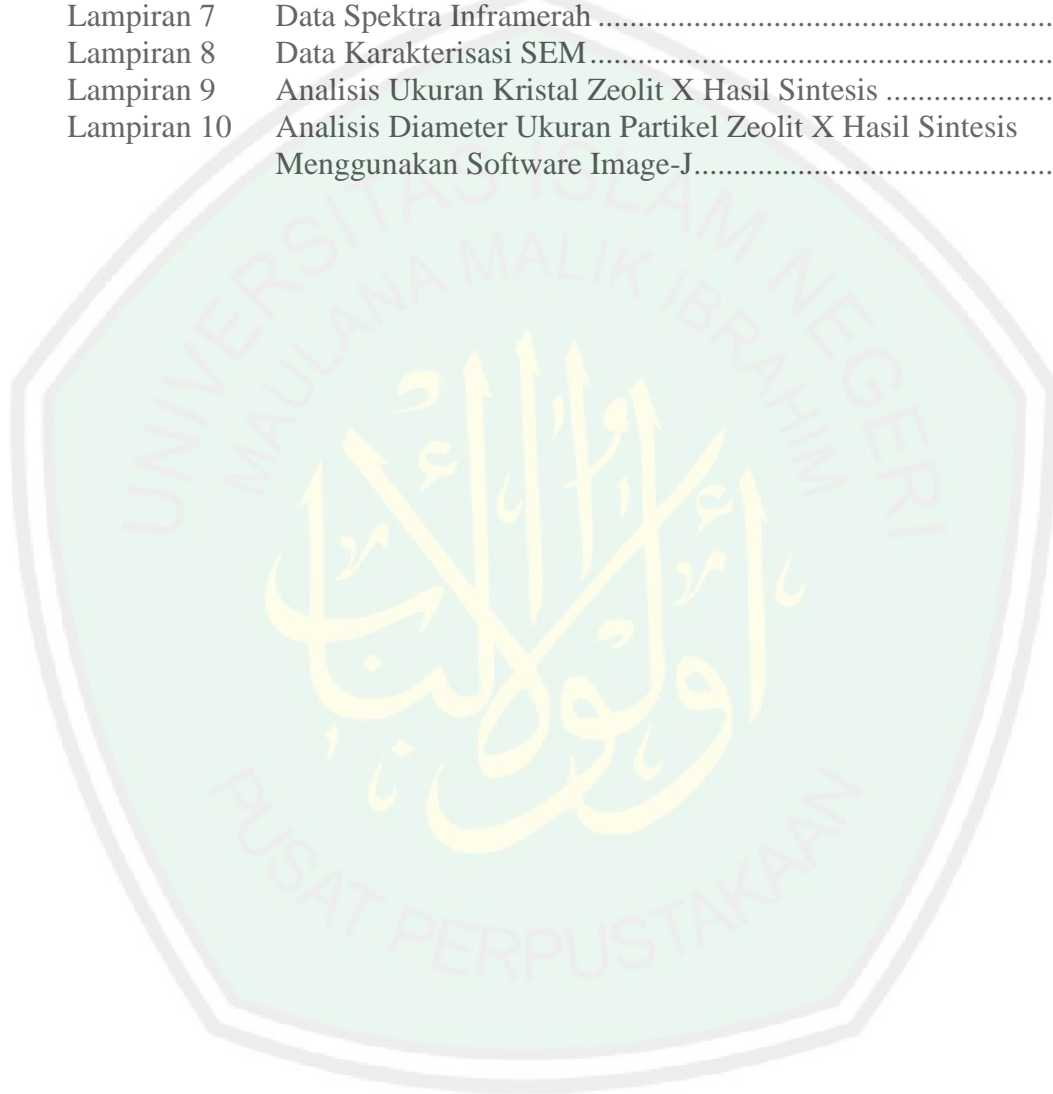 Lampiran 7 Data Spektra Inframerah ..........................................................
Lampiran 8 Data Karakterisasi SEM..........................................................
Lampiran 9 Analisis Ukuran Kristal Zeolit X Hasil Sintesis .....................
Lampiran 10 Analisis Diameter Ukuran Partikel Zeolit X Hasil Sintesis
Menggunakan Software Image-J.............................................
UNIVERSITAS ISLAM NEGERI
MAULANA MALIK IBRAHIM
أولوا الألباب
PUSAT PERPUSTAKAAN